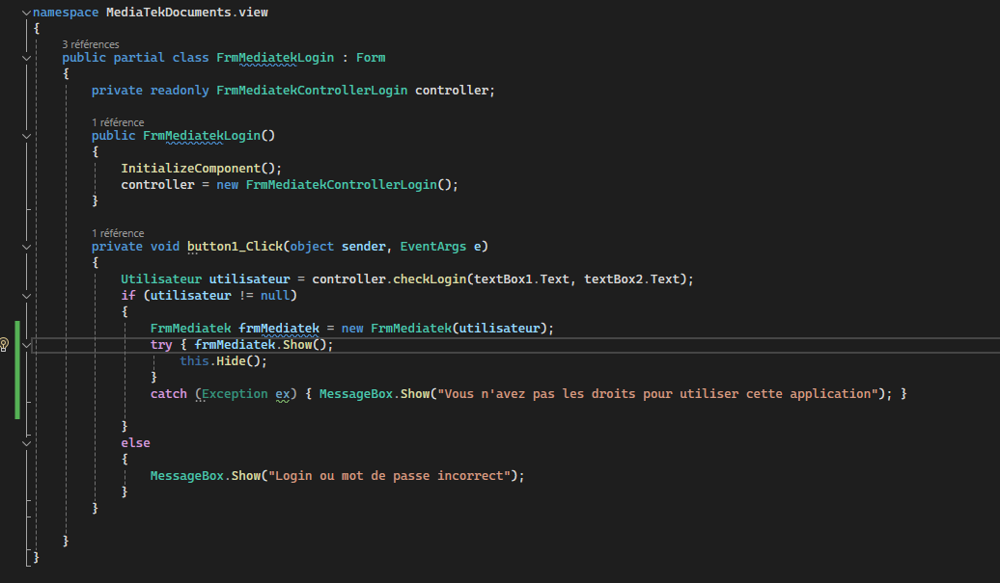 namespace MediaTekDocuments.view
{
3 références
public partial class FrmMediatekLogin : Form
{
private readonly FrmMediatekControllerLogin controller;
1 référence
public FrmMediatekLogin()
{
InitializeComponent();
controller = new FrmMediatekControllerLogin();
}
1 référence
private void button1_Click(object sender, EventArgs e)
{
Utilisateur utilisateur = controller.checkLogin(textBox1.Text, textBox2.Text);
if (utilisateur != null)
{
FrmMediatek frmMediatek = new FrmMediatek(utilisateur);
try { frmMediatek.Show();
this.Hide();
}
catch (Exception ex) { MessageBox.Show("Vous n'avez pas les droits pour utiliser cette application"); }
}
else
{
MessageBox.Show("Login ou mot de passe incorrect");
}
}
}
}